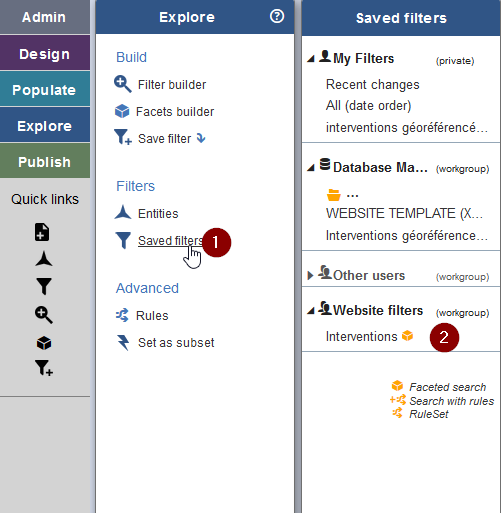 Admin
Design
Populate
Explore
Publish
Quick links
Explore ?
Build
Filter builder
Facets builder
Save filter
Filters
Entities
Saved filters 1
Advanced
Rules
Set as subset
Saved filters
My Filters (private)
Recent changes
All (date order)
interventions géoréférencé...
Database Ma... (workgroup)
...
WEBSITE TEMPLATE (X...
Interventions géoréférence...
Other users (workgroup)
Website filters (workgroup)
Interventions 2
Faceted search
Search with rules
RuleSet